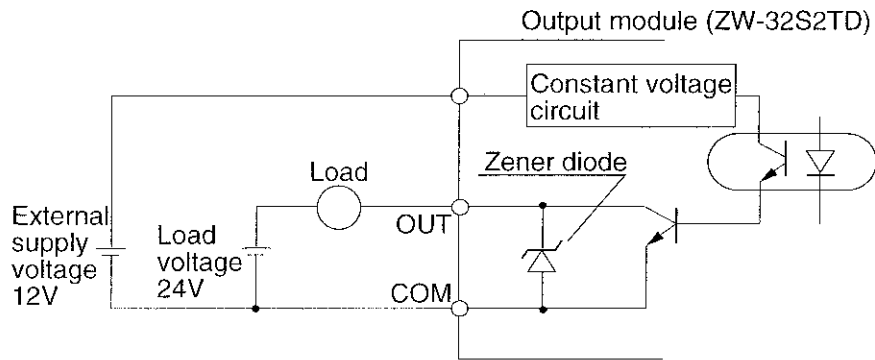 Output module (ZW-32S2TD)
Constant voltage
circuit
Zener diode
Load
OUT
External
supply
voltage
12V
Load
voltage
24V
COM